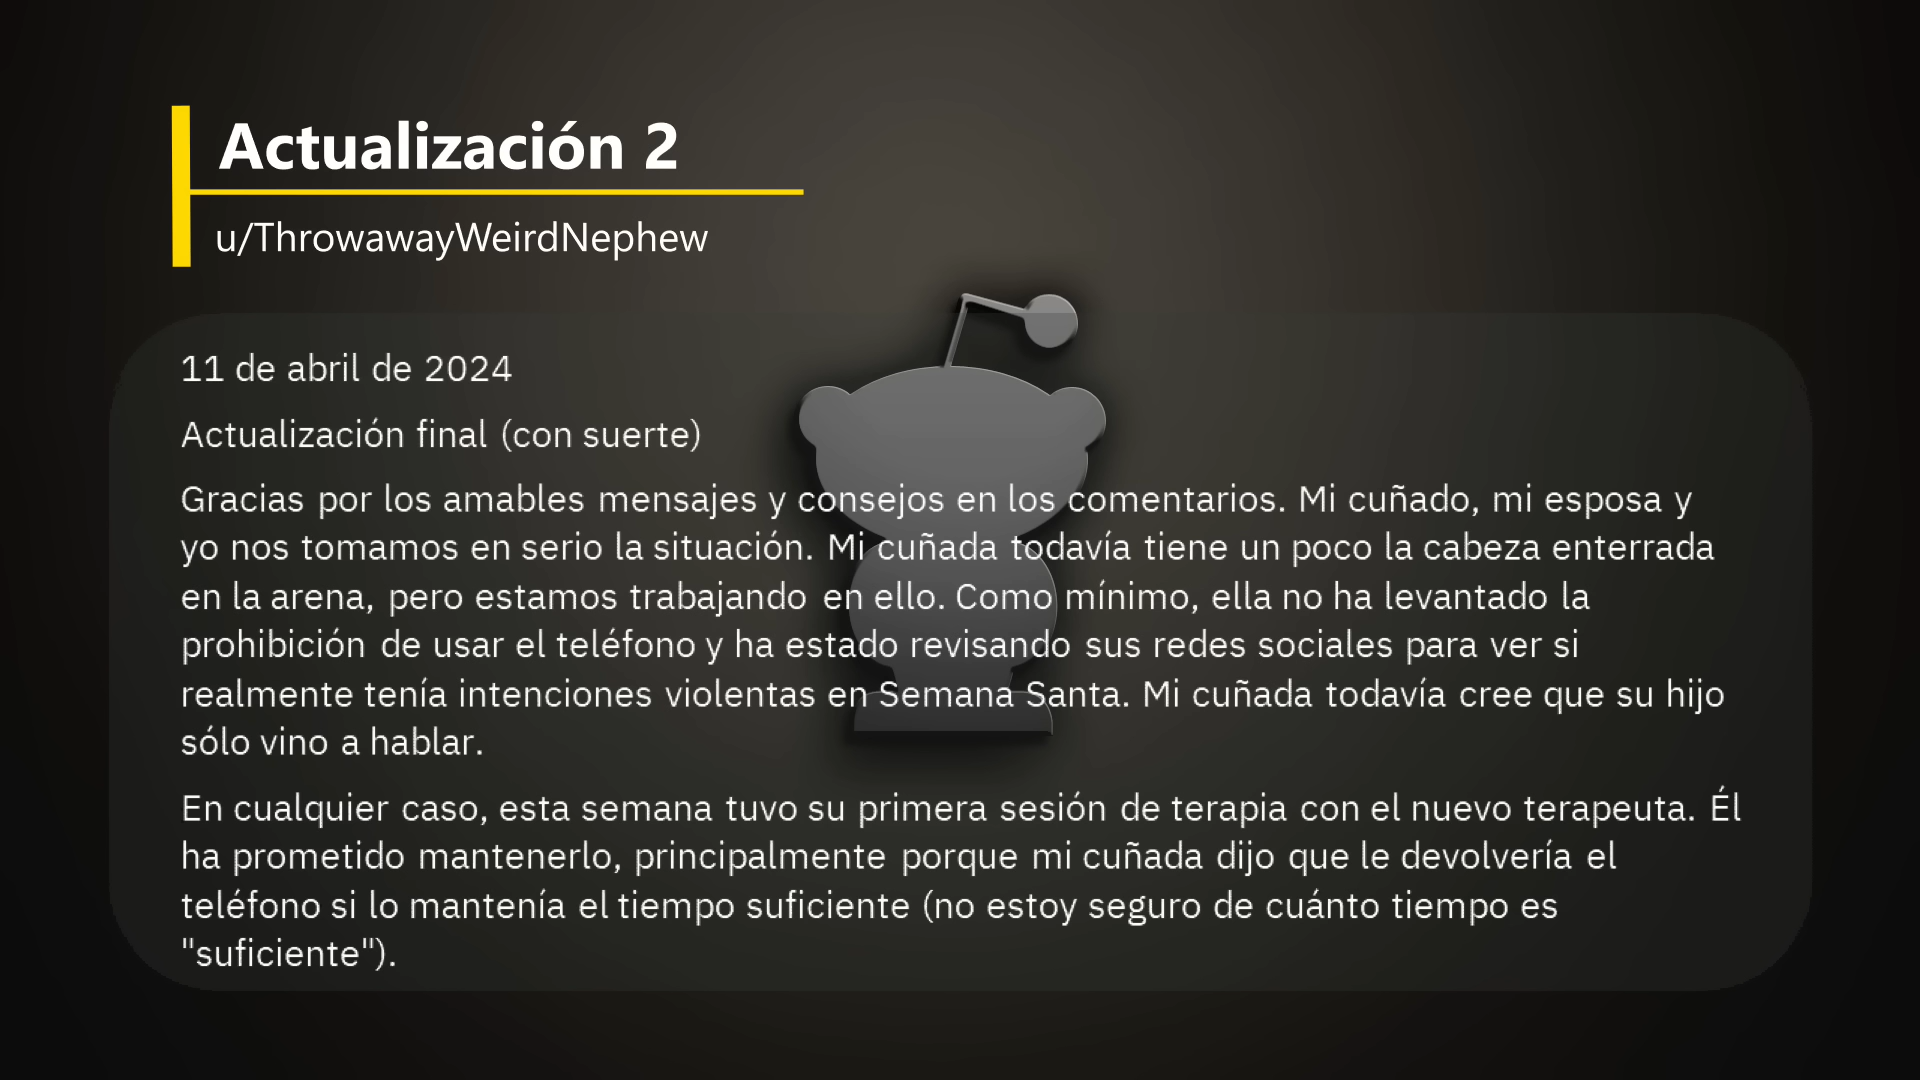 Actualización 2
u/ThrowawayWeirdNephew
11 de abril de 2024
Actualización final (con suerte)
Gracias por los amables mensajes y consejos en los comentarios. Mi cuñado, mi esposa y
yo nos tomamos en serio la situación. Mi cuñada todavía tiene un poco la cabeza enterrada
en la arena, pero estamos trabajando en ello. Como mínimo, ella no ha levantado la
prohibición de usar el teléfono y ha estado revisando sus redes sociales para ver si
realmente tenía intenciones violentas en Semana Santa. Mi cuñada todavía cree que su hijo
sólo vino a hablar.
En cualquier caso, esta semana tuvo su primera sesión de terapia con el nuevo terapeuta. Él
ha prometido mantenerlo, principalmente porque mi cuñada dijo que le devolvería el
teléfono si lo mantenía el tiempo suficiente (no estoy seguro de cuánto tiempo es
"suficiente").